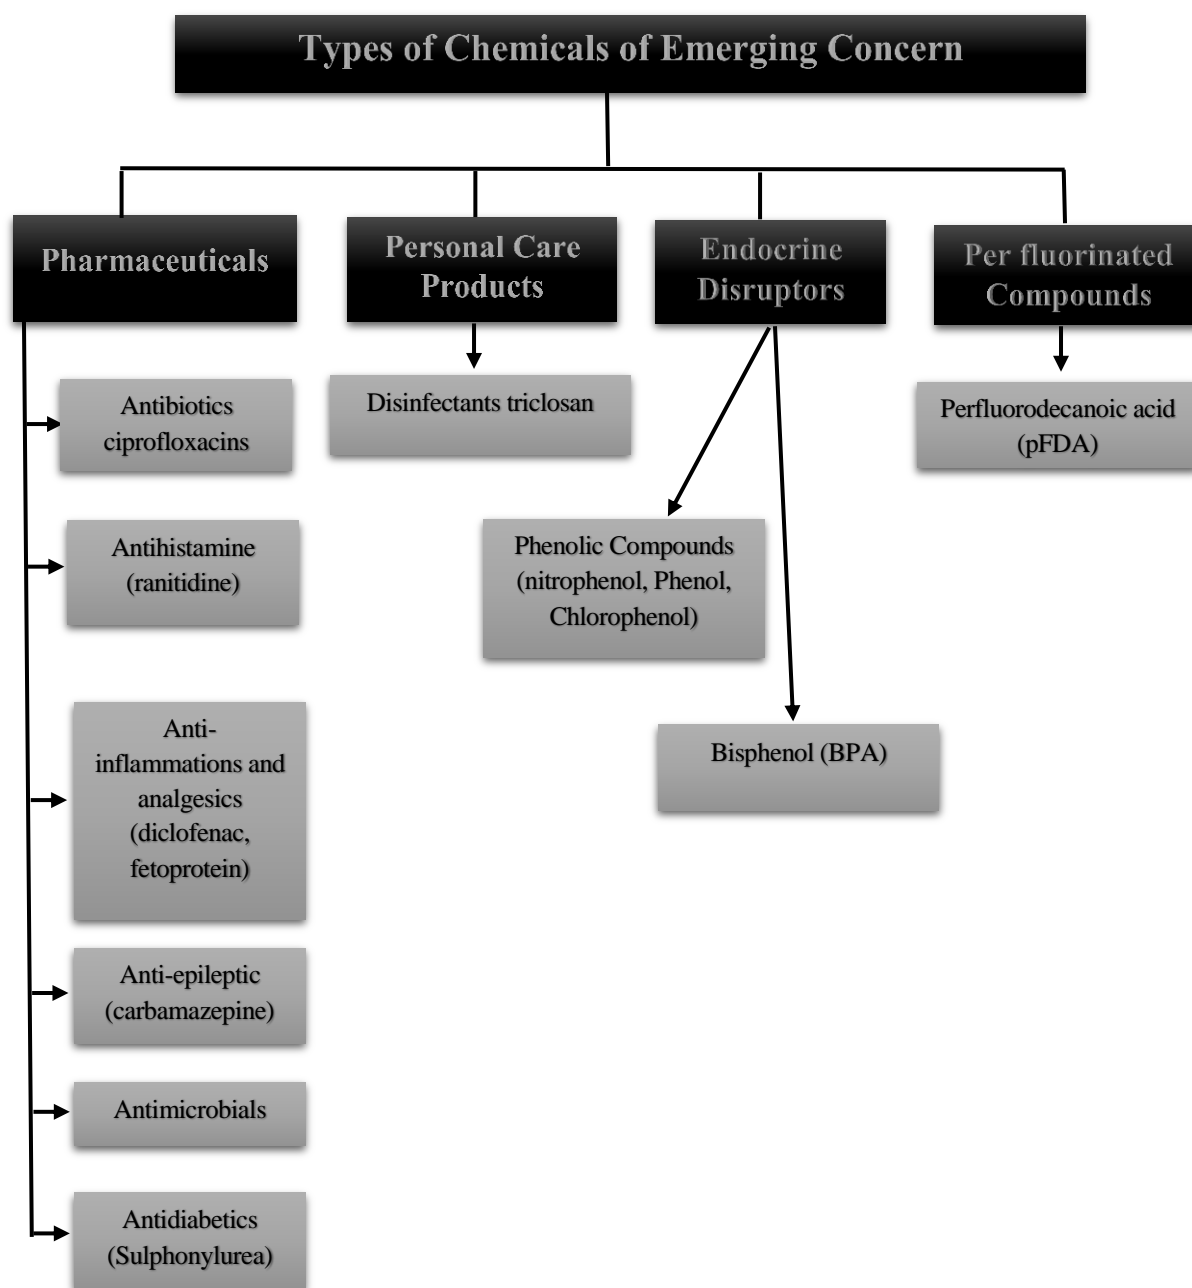 Types of Chemicals of Emerging Concern
Pharmaceuticals
Personal Care
Products
Endocrine
Disruptors
Per fluorinated
Compounds
Antibiotics
ciprofloxacins
Antihistamine
(ranitidine)
Anti-
inflammations and
analgesics
(diclofenac,
fetoprotein)
Anti-epileptic
(carbamazepine)
Antimicrobials
Antidiabetics
(Sulphonylurea)
Disinfectants triclosan
Phenolic Compounds
(nitrophenol, Phenol,
Chlorophenol)
Bisphenol (BPA)
Perfluorodecanoic acid
(pFDA)